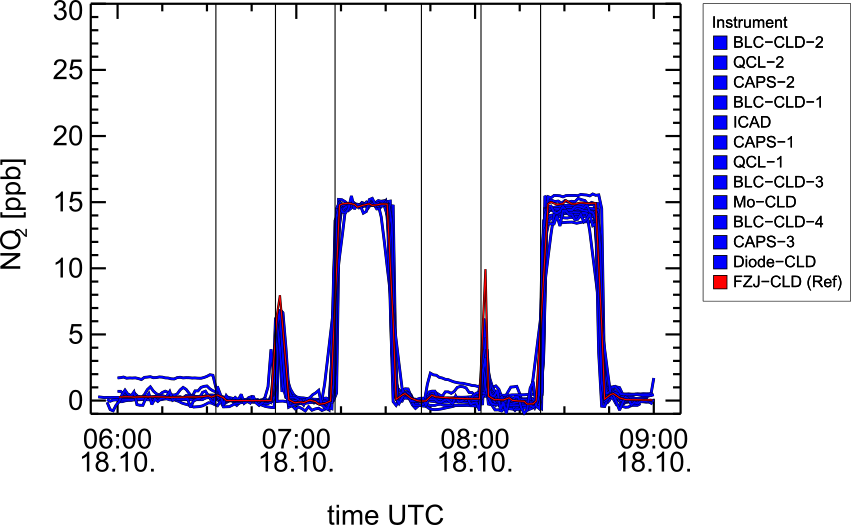 30
25
20
15
10
5
0
NO2 [ppb]
06:00
18.10.
07:00
18.10.
08:00
18.10.
09:00
18.10.
time UTC
Instrument
BLC−CLD−2
QCL−2
CAPS−2
BLC−CLD−1
ICAD
CAPS−1
QCL−1
BLC−CLD−3
Mo−CLD
BLC−CLD−4
CAPS−3
Diode−CLD
FZJ−CLD (Ref)